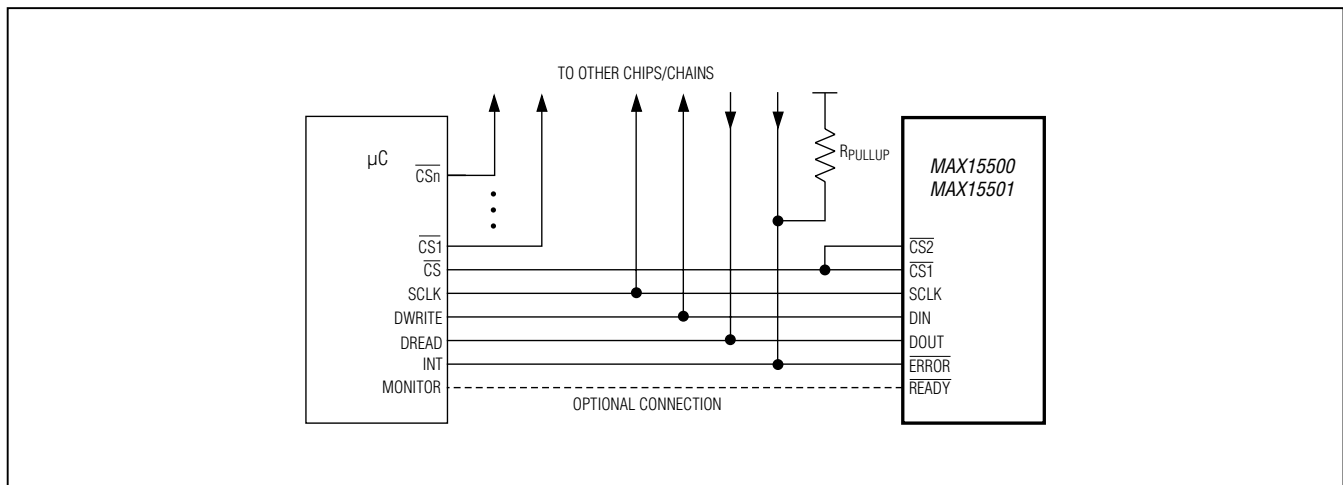 TO OTHER CHIPS/CHAINS
µC
CSn
CS1
CS
SCLK
DWRITE
DREAD
INT
MONITOR
RPULLUP
MAX15500
MAX15501
CS2
CS1
SCLK
DIN
DOUT
ERROR
READY
OPTIONAL CONNECTION